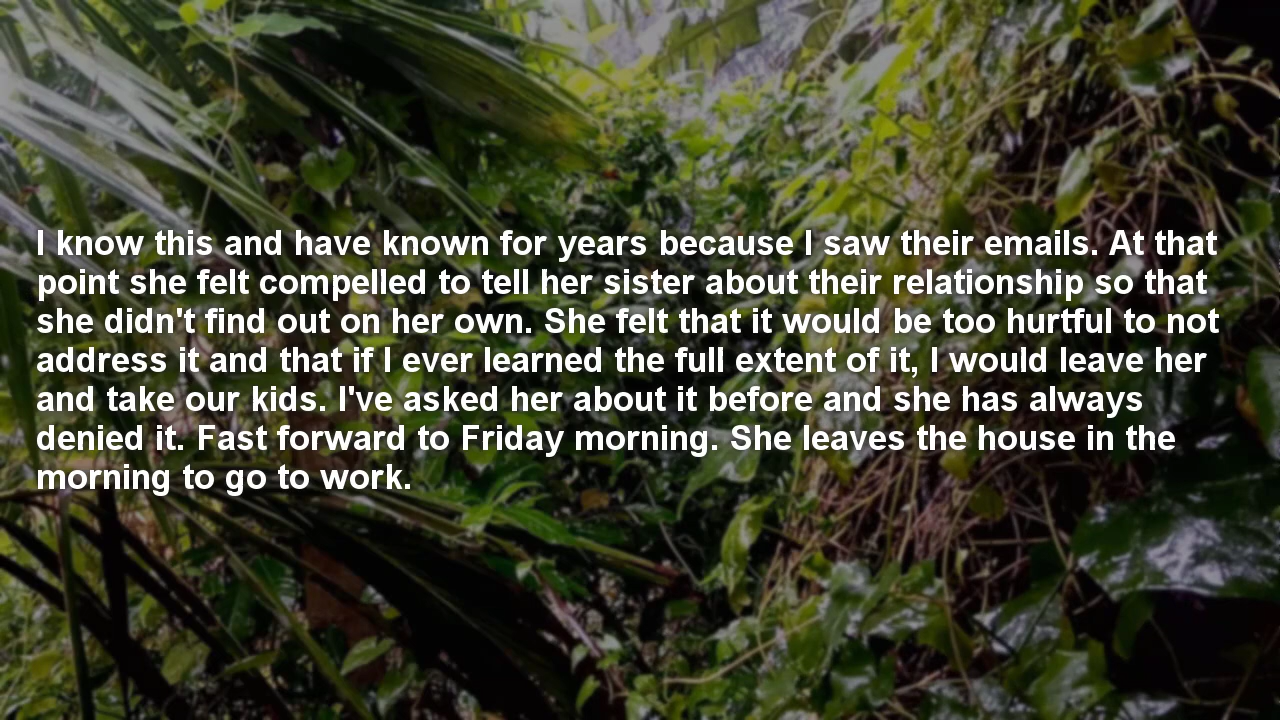 I know this and have known for years because I saw their emails. At that
point she felt compelled to tell her sister about their relationship so that
she didn't find out on her own. She felt that it would be too hurtful to not
address it and that if I ever learned the full extent of it, I would leave her
and take our kids. I've asked her about it before and she has always
denied it. Fast forward to Friday morning. She leaves the house in the
morning to go to work.